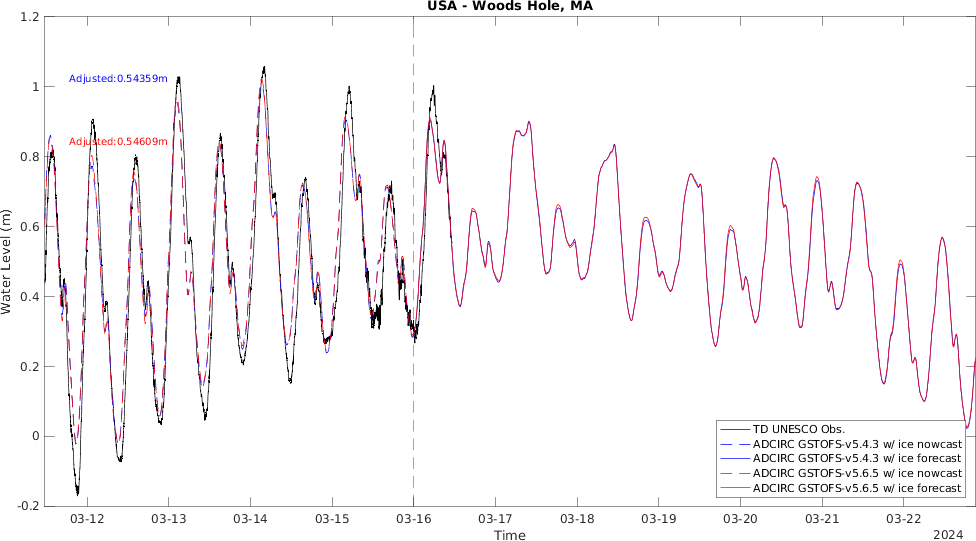 USA - Woods Hole, MA
1.2
1
0.8
0.6
0.4
0.2
0
-0.2
Water Level (m)
Adjusted:0.54359m
Adjusted:0.54609m
TD UNESCO Obs.
ADCIRC GSTOFS-v5.4.3 w/ ice nowcast
ADCIRC GSTOFS-v5.4.3 w/ ice forecast
ADCIRC GSTOFS-v5.6.5 w/ ice nowcast
ADCIRC GSTOFS-v5.6.5 w/ ice forecast
03-12 03-13 03-14 03-15 03-16 03-17 03-18 03-19 03-20 03-21 03-22
Time
2024